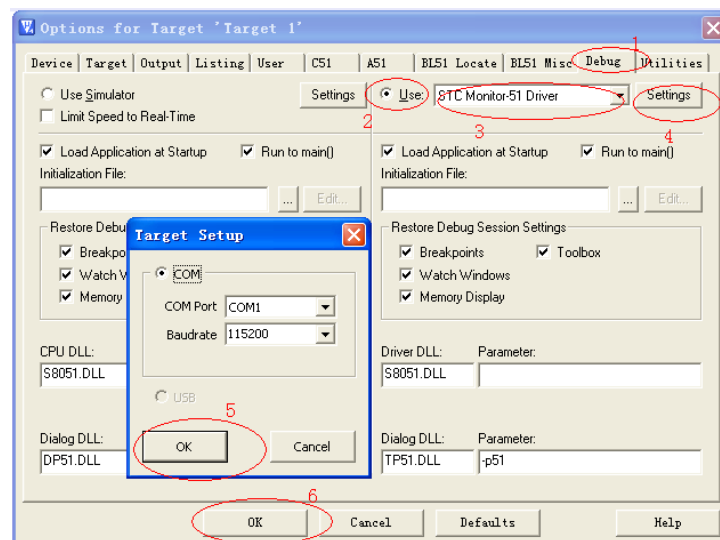 Options for Target 'Target 1'
1
Device Target Output Listing User C51 A51 BL51 Locate BL51 Misc Debug Utilities
Use Simulator Settings Use: STC Monitor-51 Driver Settings
Limit Speed to Real-Time
2
3
4
Load Application at Startup Run to main() Load Application at Startup Run to main()
Initialization File: Initialization File:
... Edit... ... Edit...
Restore Debug Session Settings
Breakpoints Toolbox
Watch Windows
Memory Display
Memory
Target Setup
COM
COM Port COM1
Baudrate 115200
USB
5
OK Cancel
CPU DLL: Driver DLL: Parameter:
S8051.DLL S8051.DLL
Dialog DLL: Dialog DLL: Parameter:
DP51.DLL TP51.DLL -p51
6
OK Cancel Defaults Help